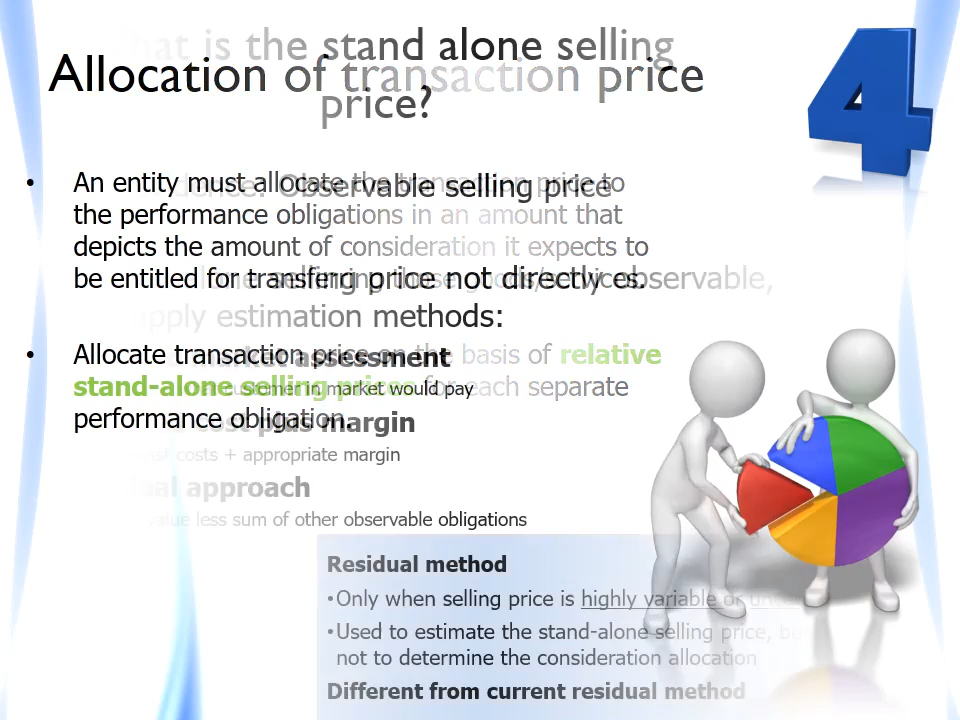 is the stand alone selling
price?
Allocation of transaction price
4
• An entity must allocate the transaction price to
the performance obligations in an amount that
depicts the amount of consideration it expects to
be entitled for transferring those goods/services.
• Allocate transaction price on the basis of relative
stand-alone selling prices for each separate
performance obligation.
Observable selling price
selling price not directly observable,
apply estimation methods:
market assessment
customer in market would pay
cost plus margin
costs + appropriate margin
approach
value less sum of other observable obligations
Residual method
•Only when selling price is highly variable or
•Used to estimate the stand-alone selling price,
not to determine the consideration allocation
Different from current residual method